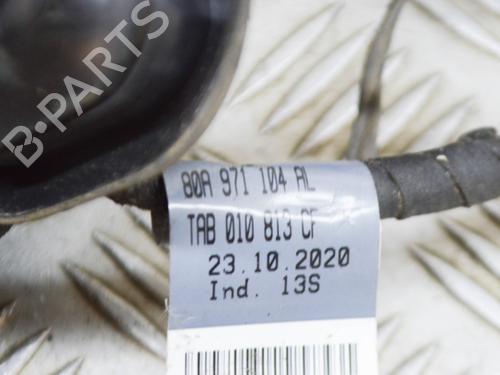 B-PARTS
80A 971 104 AL
TAB 010 813 CF
23.10.2020
Ind. 13S